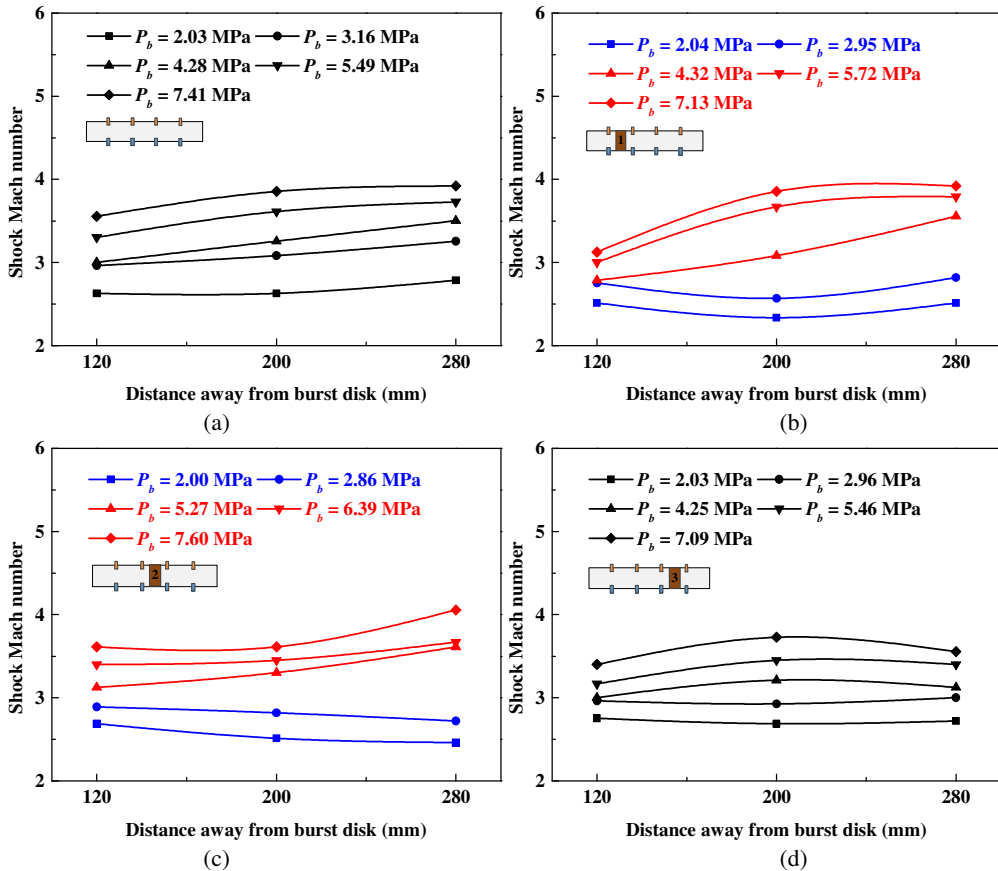 6
5
4
3
2
Shock Mach number
P_b = 2.03 MPa P_b = 3.16 MPa
P_b = 4.28 MPa P_b = 5.49 MPa
P_b = 7.41 MPa
120 200 280
Distance away from burst disk (mm)
(a)
6
5
4
3
2
Shock Mach number
P_b = 2.04 MPa P_b = 2.95 MPa
P_b = 4.32 MPa P_b = 5.72 MPa
P_b = 7.13 MPa
1
120 200 280
Distance away from burst disk (mm)
(b)
6
5
4
3
2
Shock Mach number
P_b = 2.00 MPa P_b = 2.86 MPa
P_b = 5.27 MPa P_b = 6.39 MPa
P_b = 7.60 MPa
2
120 200 280
Distance away from burst disk (mm)
(c)
6
5
4
3
2
Shock Mach number
P_b = 2.03 MPa P_b = 2.96 MPa
P_b = 4.25 MPa P_b = 5.46 MPa
P_b = 7.09 MPa
3
120 200 280
Distance away from burst disk (mm)
(d)